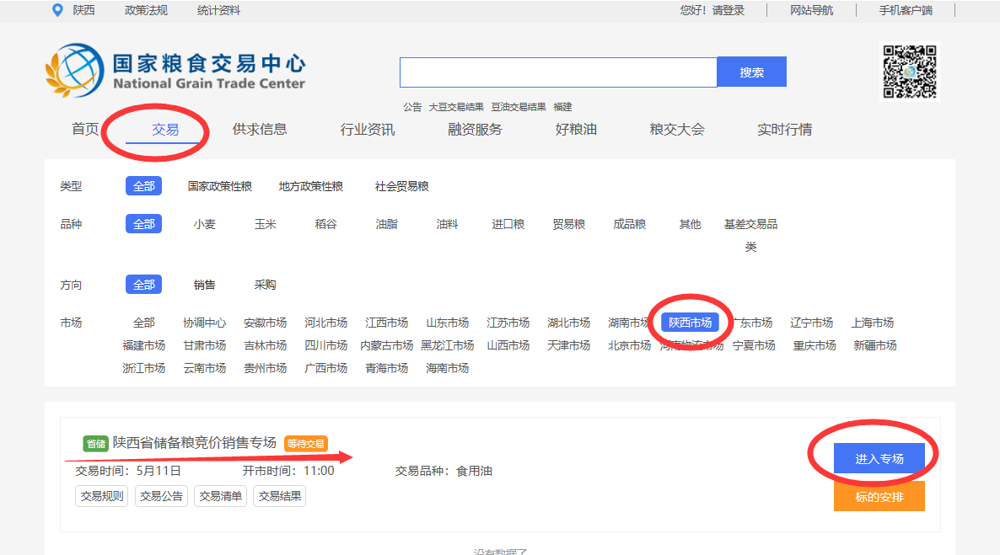 陕西 政策法规 统计资料 您好！请登录 网站导航 手机客户端
国家粮食交易中心
National Grain Trade Center
搜索
公告 大豆交易结果 豆油交易结果 福建
首页 交易 供求信息 行业资讯 融资服务 好粮油 粮交大会 实时行情
类型 全部 国家政策性粮 地方政策性粮 社会贸易粮
品种 全部 小麦 玉米 稻谷 油脂 油料 进口粮 贸易粮 成品粮 其他 基差交易品
类
方向 全部 销售 采购
市场 全部 协调中心 安徽市场 河北市场 江西市场 山东市场 江苏市场 湖北市场 湖南市场 陕西市场 广东市场 辽宁市场 上海市场
福建市场 甘肃市场 吉林市场 四川市场 内蒙古市场 黑龙江市场 山西市场 天津市场 北京市场 河南物流市场 宁夏市场 重庆市场 新疆市场
浙江市场 云南市场 贵州市场 广西市场 青海市场 海南市场
省储 陕西省储备粮竞价销售专场 等待交易
进入专场
交易时间：5月11日 开市时间：11:00 交易品种：食用油
交易规则 交易公告 交易清单 交易结果 标的安排
没有数据了